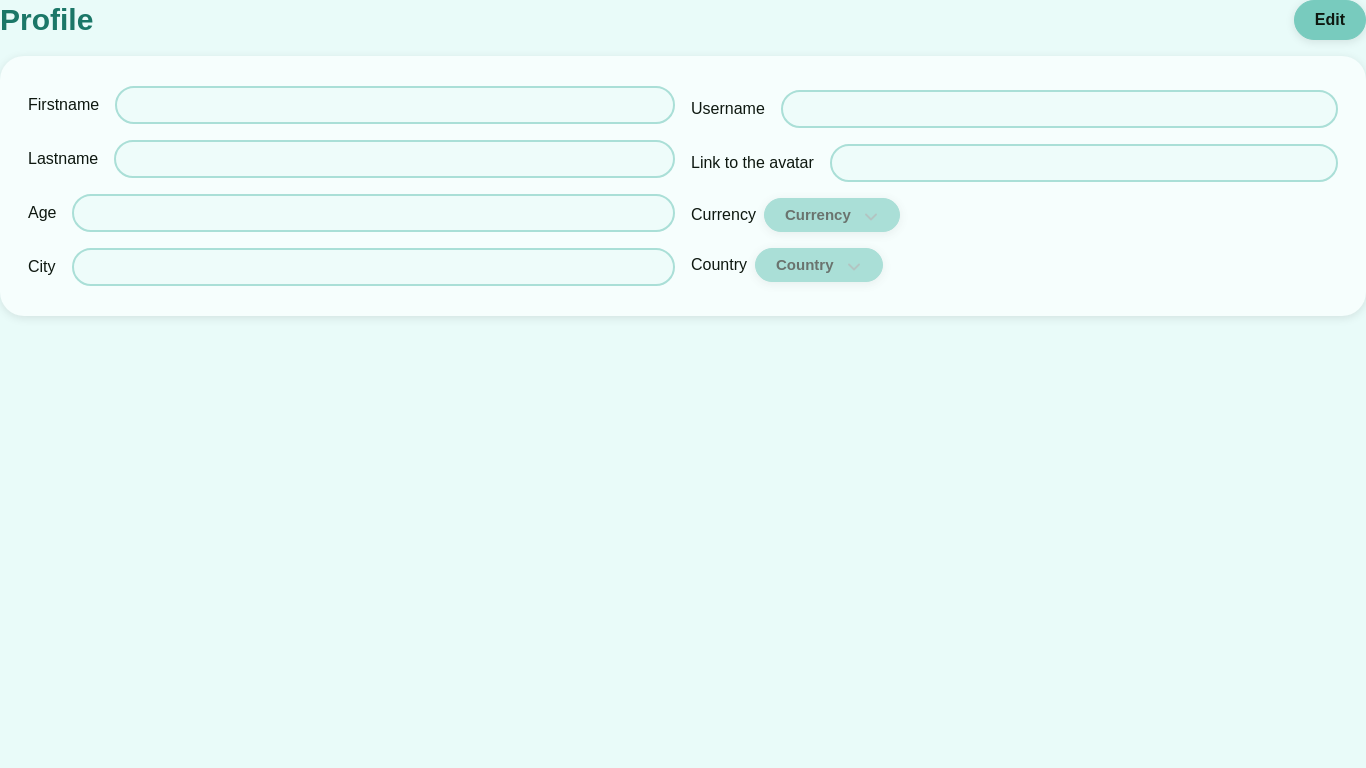 Profile
Edit
Firstname
Lastname
Age
City
Username
Link to the avatar
Currency Currency
Country Country